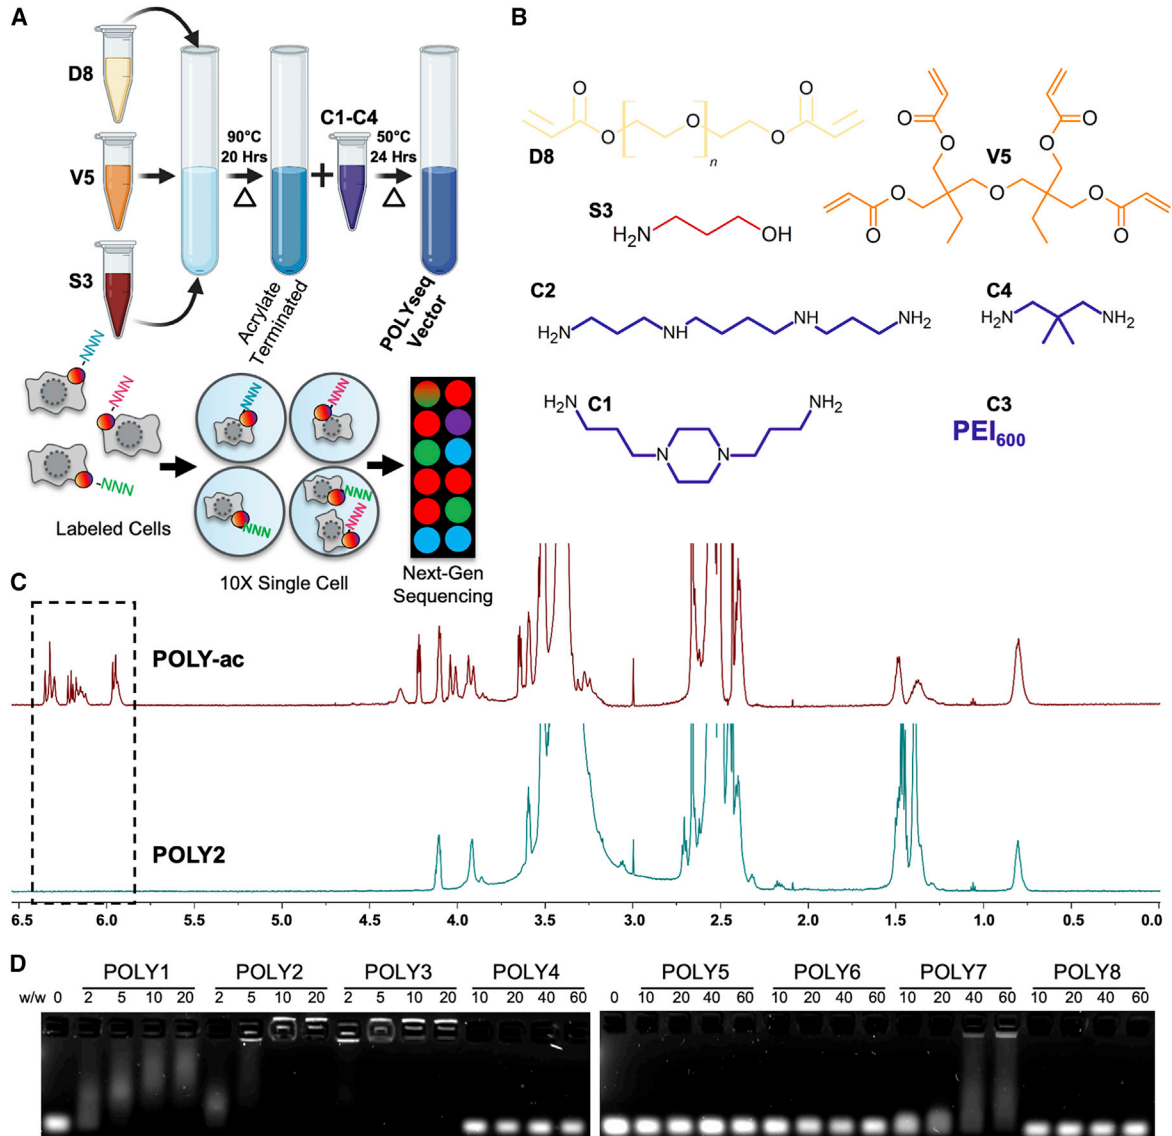 A
D8
V5
S3
90°C
20 Hrs
Δ
+
C1-C4
50°C
24 Hrs
Δ
Acrylate
Terminated
POLYseq
Vector
-NNN
-NNN
-NNN
Labeled Cells
NNN
NNN
NNN
NNN
NNN
10X Single Cell
Next-Gen
Sequencing
B
O
O
O
n
O
O
D8
O
O
O
O
V5
O
O
O
O
O
S3
H2N
OH
C2
H2N
NH
NH
NH2
C4
H2N
NH2
H2N
C1
NH2
N
N
C3
PEI600
C
POLY-ac
POLY2
6.5 6.0 5.5 5.0 4.5 4.0 3.5 3.0 2.5 2.0 1.5 1.0 0.5 0.0
D
POLY1 POLY2 POLY3 POLY4 POLY5 POLY6 POLY7 POLY8
w/w 0 2 5 10 20 2 5 10 20 2 5 10 20 10 20 40 60 0 10 20 40 60 10 20 40 60 10 20 40 60 10 20 40 60